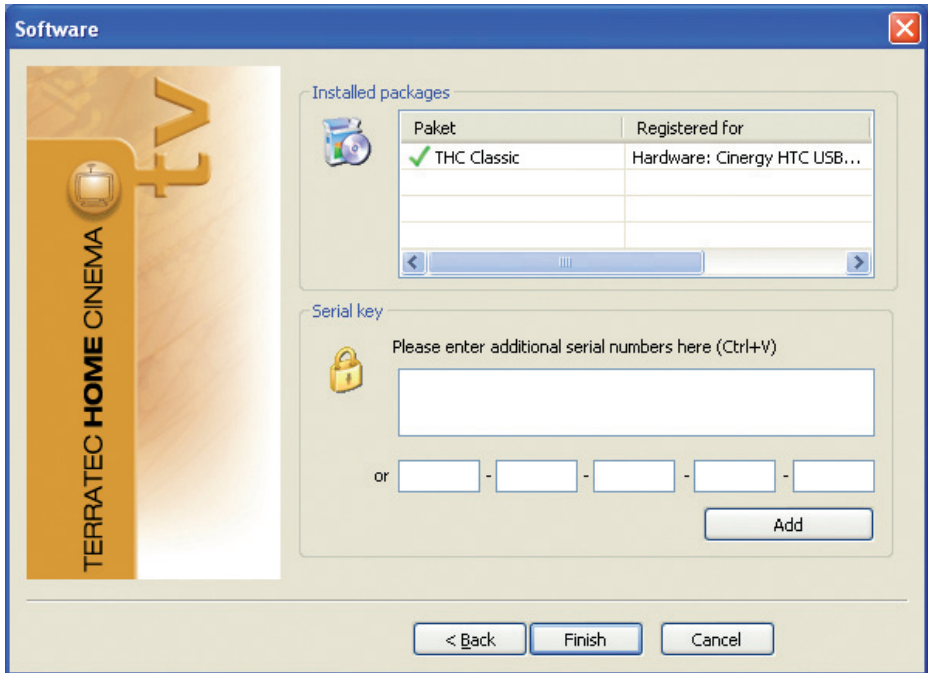 Software
tv
TERRATEC HOME CINEMA
Installed packages
Paket Registered for
THC Classic Hardware: Cinergy HTC USB...
Serial key
Please enter additional serial numbers here (Ctrl+V)
or - - - -
Add
< Back Finish Cancel